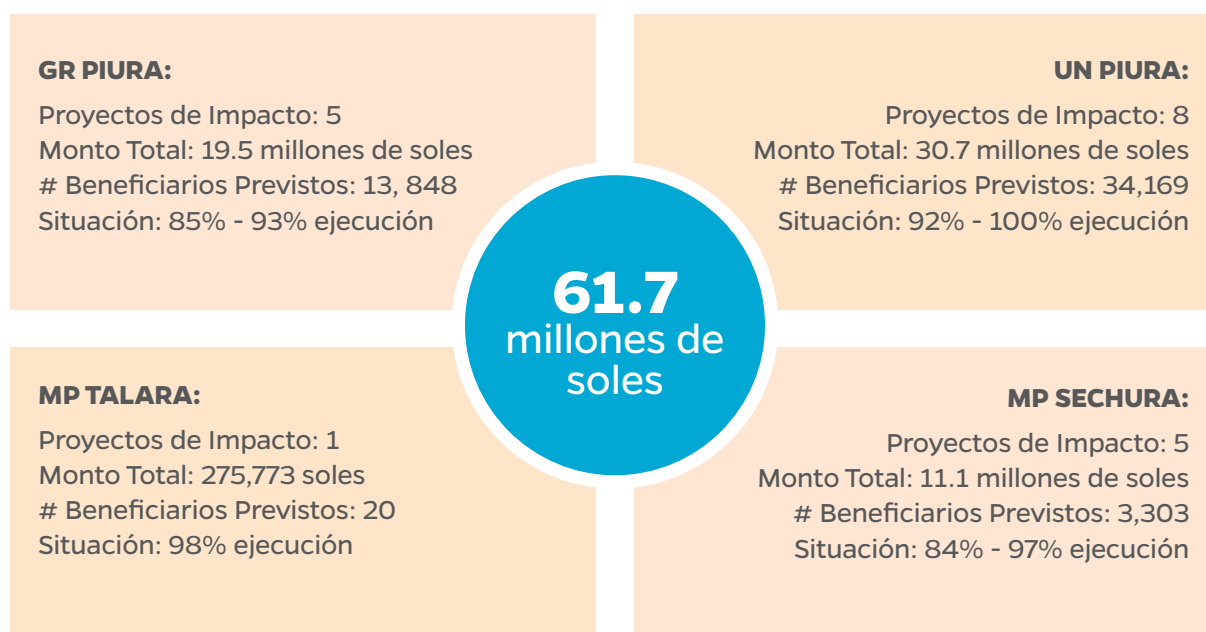 GR PIURA:
Proyectos de Impacto: 5
Monto Total: 19.5 millones de soles
# Beneficiarios Previstos: 13, 848
Situación: 85% - 93% ejecución
UN PIURA:
Proyectos de Impacto: 8
Monto Total: 30.7 millones de soles
# Beneficiarios Previstos: 34,169
Situación: 92% - 100% ejecución
61.7
millones de
soles
MP TALARA:
Proyectos de Impacto: 1
Monto Total: 275,773 soles
# Beneficiarios Previstos: 20
Situación: 98% ejecución
MP SECHURA:
Proyectos de Impacto: 5
Monto Total: 11.1 millones de soles
# Beneficiarios Previstos: 3,303
Situación: 84% - 97% ejecución